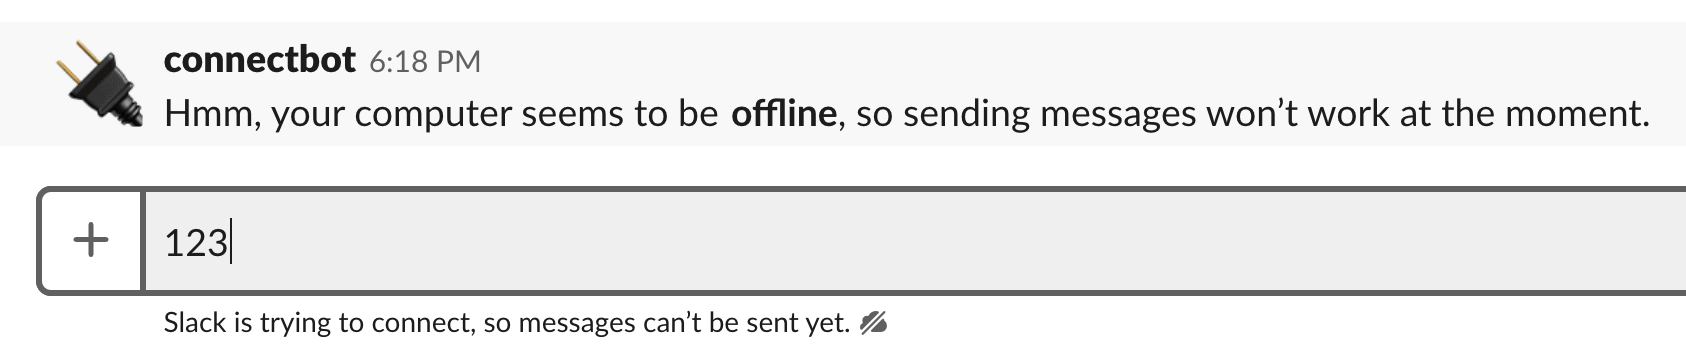 connectbot 6:18 PM
Hmm, your computer seems to be offline, so sending messages won’t work at the moment.
123
Slack is trying to connect, so messages can’t be sent yet.